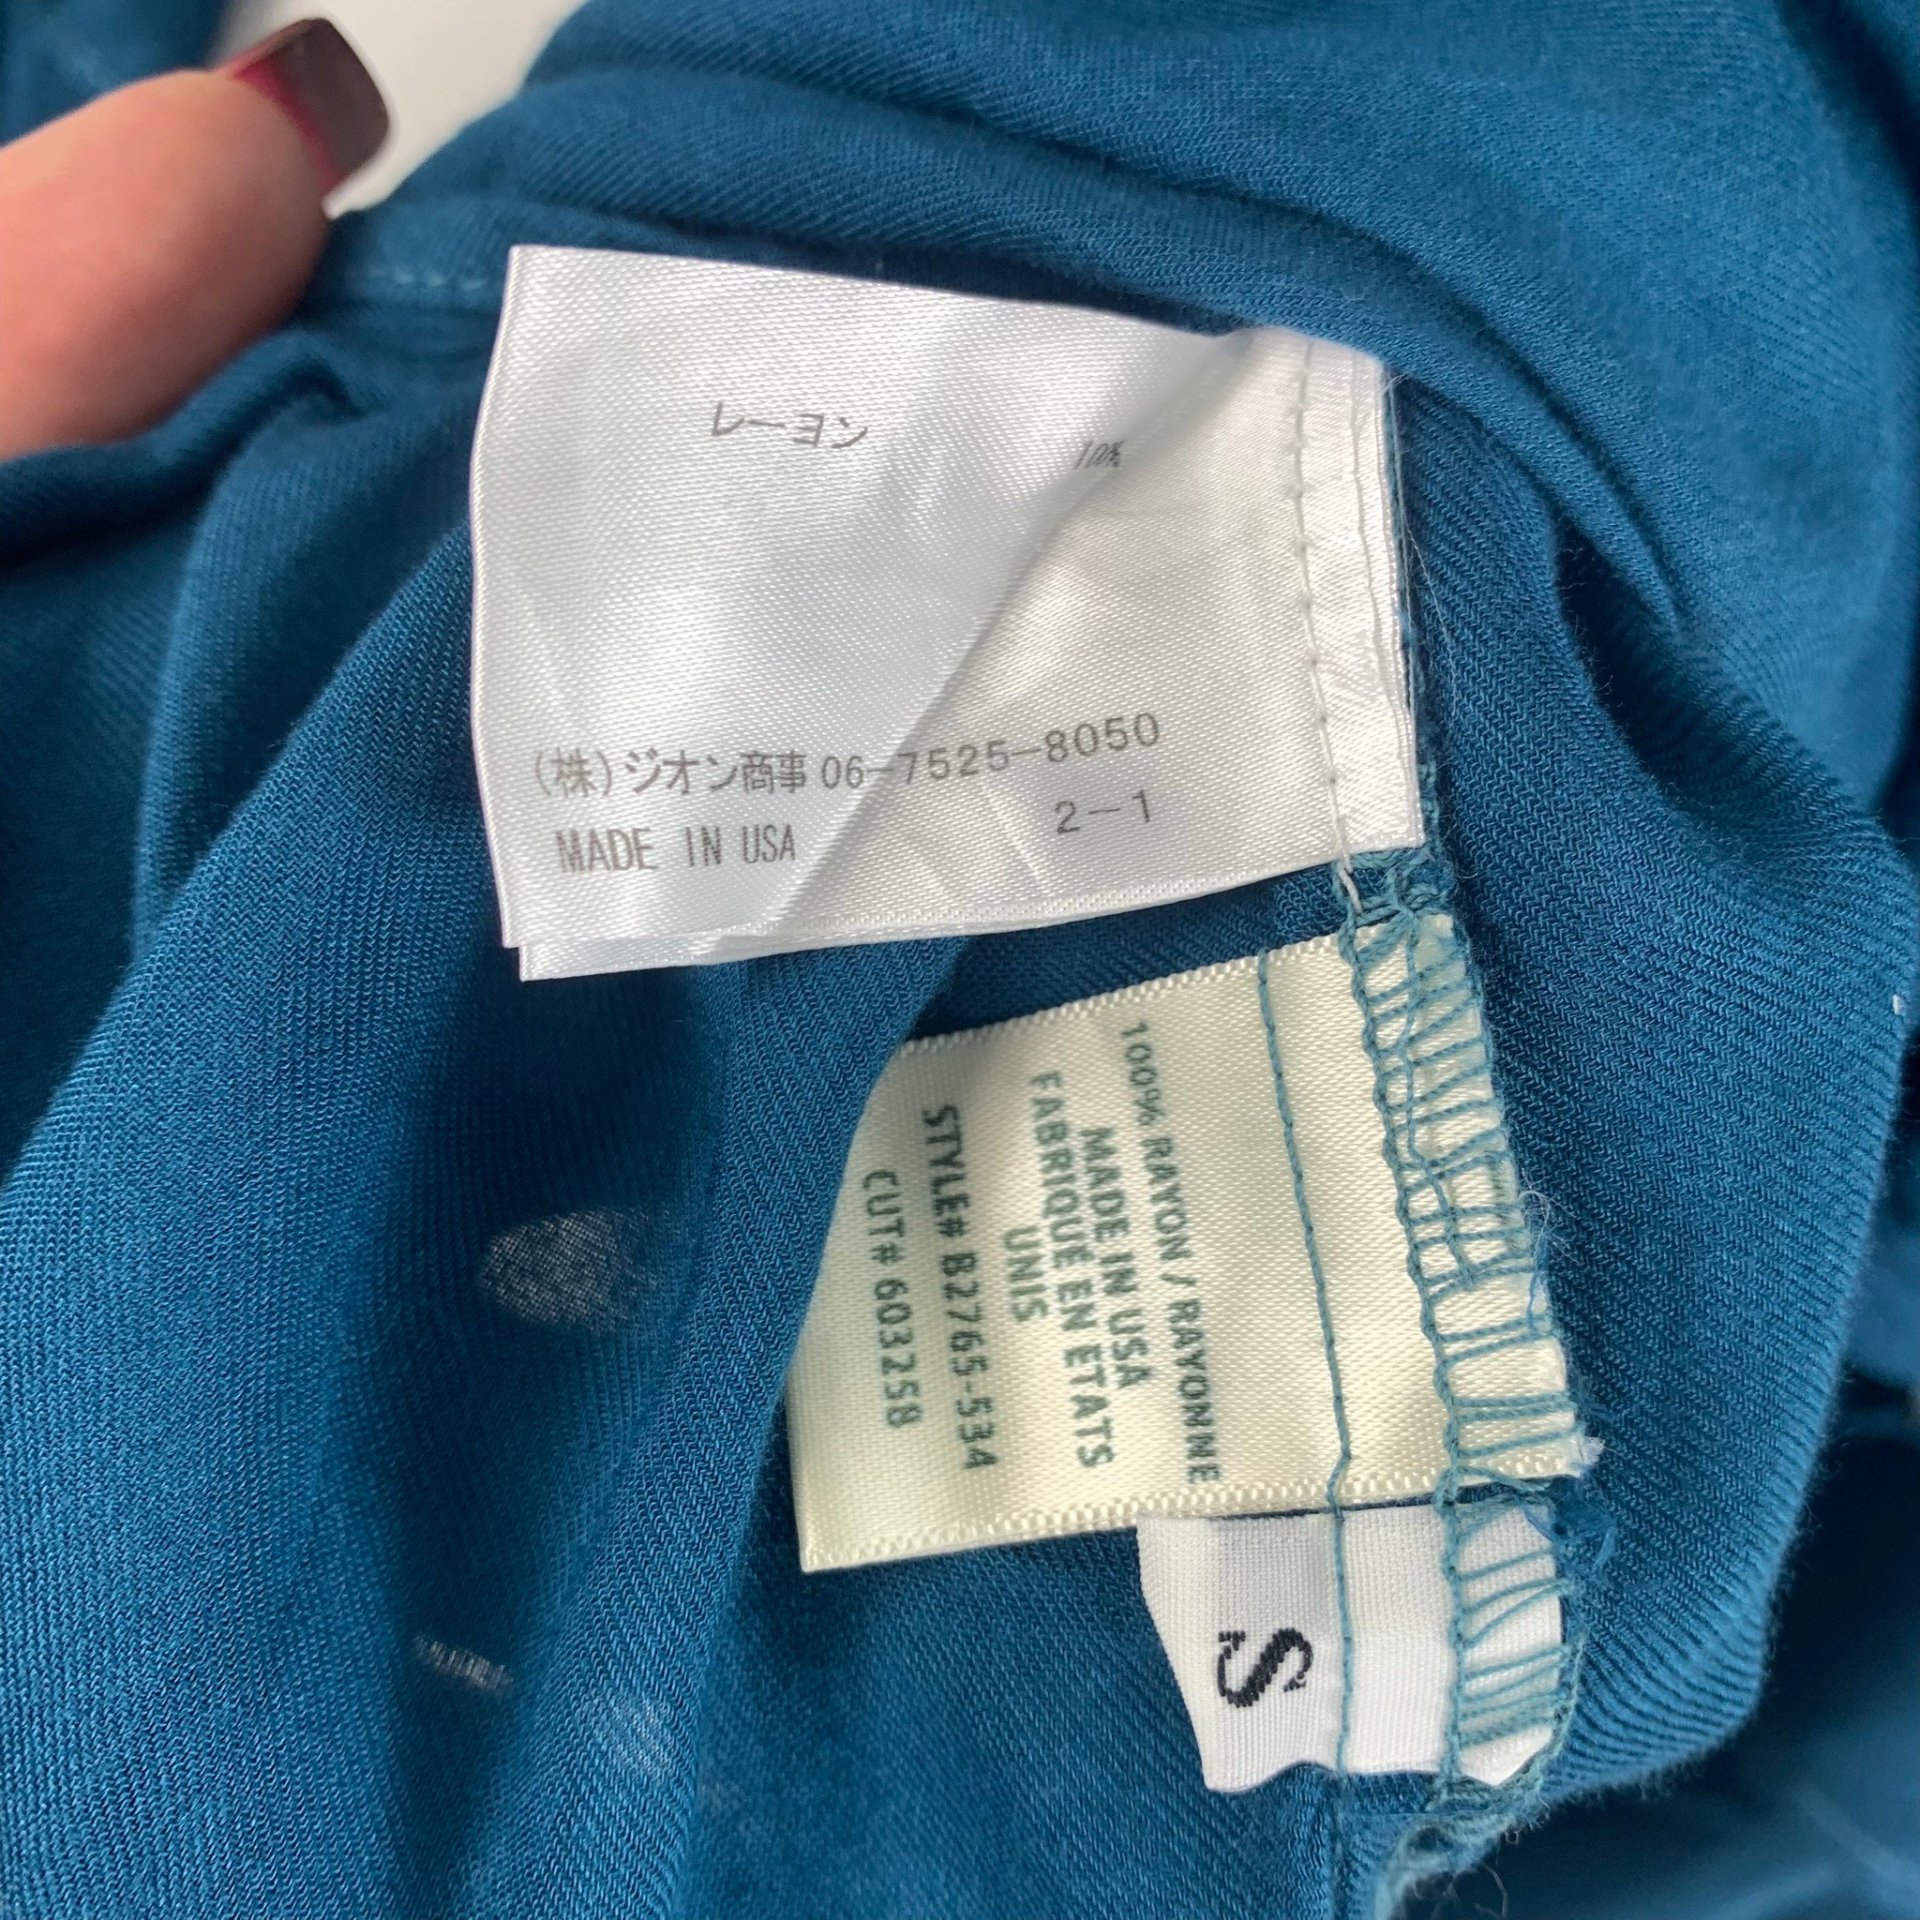 レーヨン 100%
(株)ジオン商事 06-7525-8050
MADE IN USA 2-1
100% RAYON / RAYONNE
MADE IN USA
FABRIQUE EN ETATS
UNIS
STYLE# B2765-534
CUT# 603258
S